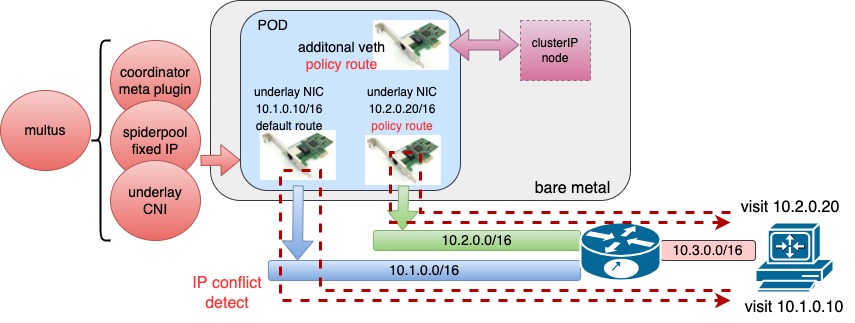 multus
coordinator
meta plugin
spiderpool
fixed IP
underlay
CNI
POD
additonal veth
policy route
clusterIP
node
underlay NIC
10.1.0.10/16
default route
underlay NIC
10.2.0.20/16
policy route
bare metal
10.2.0.0/16
10.1.0.0/16
10.3.0.0/16
IP conflict
detect
visit 10.2.0.20
visit 10.1.0.10